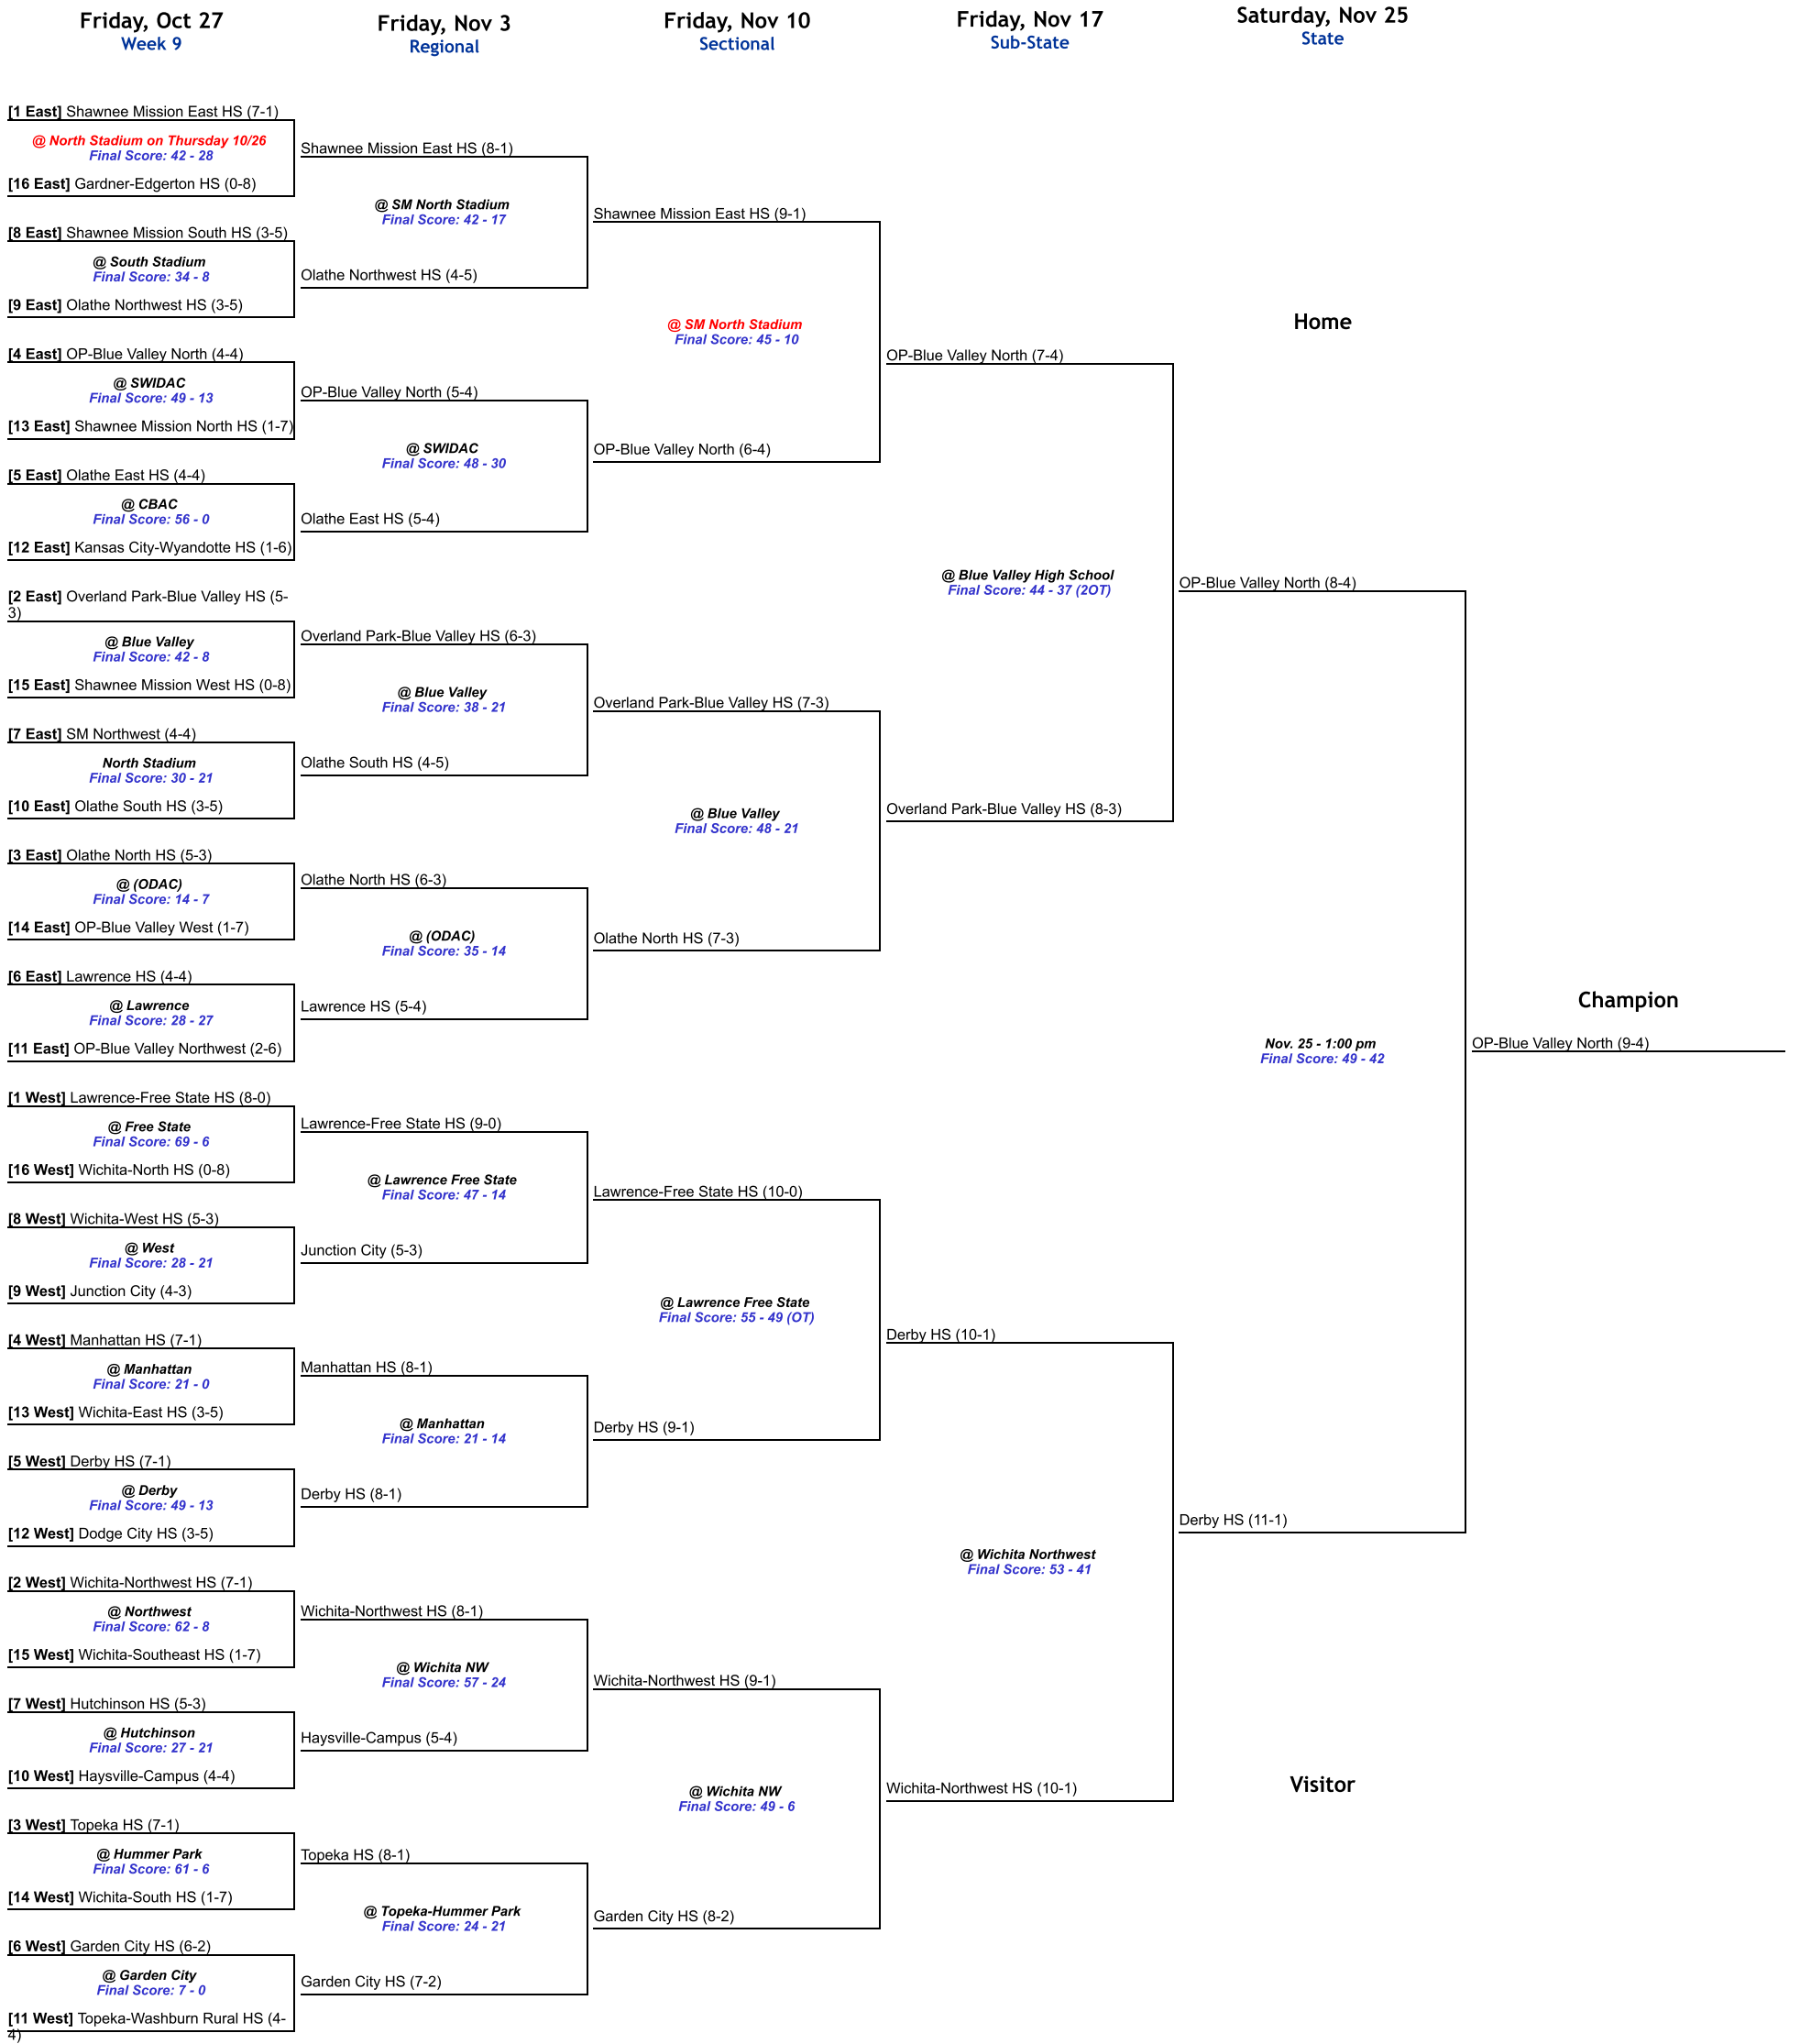 Friday, Oct 27
Week 9
Friday, Nov 3
Regional
Friday, Nov 10
Sectional
Friday, Nov 17
Sub-State
Saturday, Nov 25
State
[1 East] Shawnee Mission East HS (7-1)
@ North Stadium on Thursday 10/26
Final Score: 42 - 28
[16 East] Gardner-Edgerton HS (0-8)
[8 East] Shawnee Mission South HS (3-5)
@ South Stadium
Final Score: 34 - 8
[9 East] Olathe Northwest HS (3-5)
[4 East] OP-Blue Valley North (4-4)
@ SWIDAC
Final Score: 49 - 13
[13 East] Shawnee Mission North HS (1-7)
[5 East] Olathe East HS (4-4)
@ CBAC
Final Score: 56 - 0
[12 East] Kansas City-Wyandotte HS (1-6)
[2 East] Overland Park-Blue Valley HS (5-
3)
@ Blue Valley
Final Score: 42 - 8
[15 East] Shawnee Mission West HS (0-8)
[7 East] SM Northwest (4-4)
North Stadium
Final Score: 30 - 21
[10 East] Olathe South HS (3-5)
[3 East] Olathe North HS (5-3)
@ (ODAC)
Final Score: 14 - 7
[14 East] OP-Blue Valley West (1-7)
[6 East] Lawrence HS (4-4)
@ Lawrence
Final Score: 28 - 27
[11 East] OP-Blue Valley Northwest (2-6)
[1 West] Lawrence-Free State HS (8-0)
@ Free State
Final Score: 69 - 6
[16 West] Wichita-North HS (0-8)
[8 West] Wichita-West HS (5-3)
@ West
Final Score: 28 - 21
[9 West] Junction City (4-3)
[4 West] Manhattan HS (7-1)
@ Manhattan
Final Score: 21 - 0
[13 West] Wichita-East HS (3-5)
[5 West] Derby HS (7-1)
@ Derby
Final Score: 49 - 13
[12 West] Dodge City HS (3-5)
[2 West] Wichita-Northwest HS (7-1)
@ Northwest
Final Score: 62 - 8
[15 West] Wichita-Southeast HS (1-7)
[7 West] Hutchinson HS (5-3)
@ Hutchinson
Final Score: 27 - 21
[10 West] Haysville-Campus (4-4)
[3 West] Topeka HS (7-1)
@ Hummer Park
Final Score: 61 - 6
[14 West] Wichita-South HS (1-7)
[6 West] Garden City HS (6-2)
@ Garden City
Final Score: 7 - 0
[11 West] Topeka-Washburn Rural HS (4-
4)
Shawnee Mission East HS (8-1)
@ SM North Stadium
Final Score: 42 - 17
Olathe Northwest HS (4-5)
OP-Blue Valley North (5-4)
@ SWIDAC
Final Score: 48 - 30
Olathe East HS (5-4)
Overland Park-Blue Valley HS (6-3)
@ Blue Valley
Final Score: 38 - 21
Olathe South HS (4-5)
Olathe North HS (6-3)
@ (ODAC)
Final Score: 35 - 14
Lawrence HS (5-4)
Lawrence-Free State HS (9-0)
@ Lawrence Free State
Final Score: 47 - 14
Junction City (5-3)
Manhattan HS (8-1)
@ Manhattan
Final Score: 21 - 14
Derby HS (8-1)
Wichita-Northwest HS (8-1)
@ Wichita NW
Final Score: 57 - 24
Haysville-Campus (5-4)
Topeka HS (8-1)
@ Topeka-Hummer Park
Final Score: 24 - 21
Garden City HS (7-2)
Shawnee Mission East HS (9-1)
@ SM North Stadium
Final Score: 45 - 10
OP-Blue Valley North (6-4)
Overland Park-Blue Valley HS (7-3)
@ Blue Valley
Final Score: 48 - 21
Olathe North HS (7-3)
Lawrence-Free State HS (10-0)
@ Lawrence Free State
Final Score: 55 - 49 (OT)
Derby HS (9-1)
Wichita-Northwest HS (9-1)
@ Wichita NW
Final Score: 49 - 6
Garden City HS (8-2)
OP-Blue Valley North (7-4)
@ Blue Valley High School
Final Score: 44 - 37 (2OT)
Overland Park-Blue Valley HS (8-3)
Derby HS (10-1)
@ Wichita Northwest
Final Score: 53 - 41
Wichita-Northwest HS (10-1)
Home
OP-Blue Valley North (8-4)
Nov. 25 - 1:00 pm
Final Score: 49 - 42
Derby HS (11-1)
Visitor
Champion
OP-Blue Valley North (9-4)